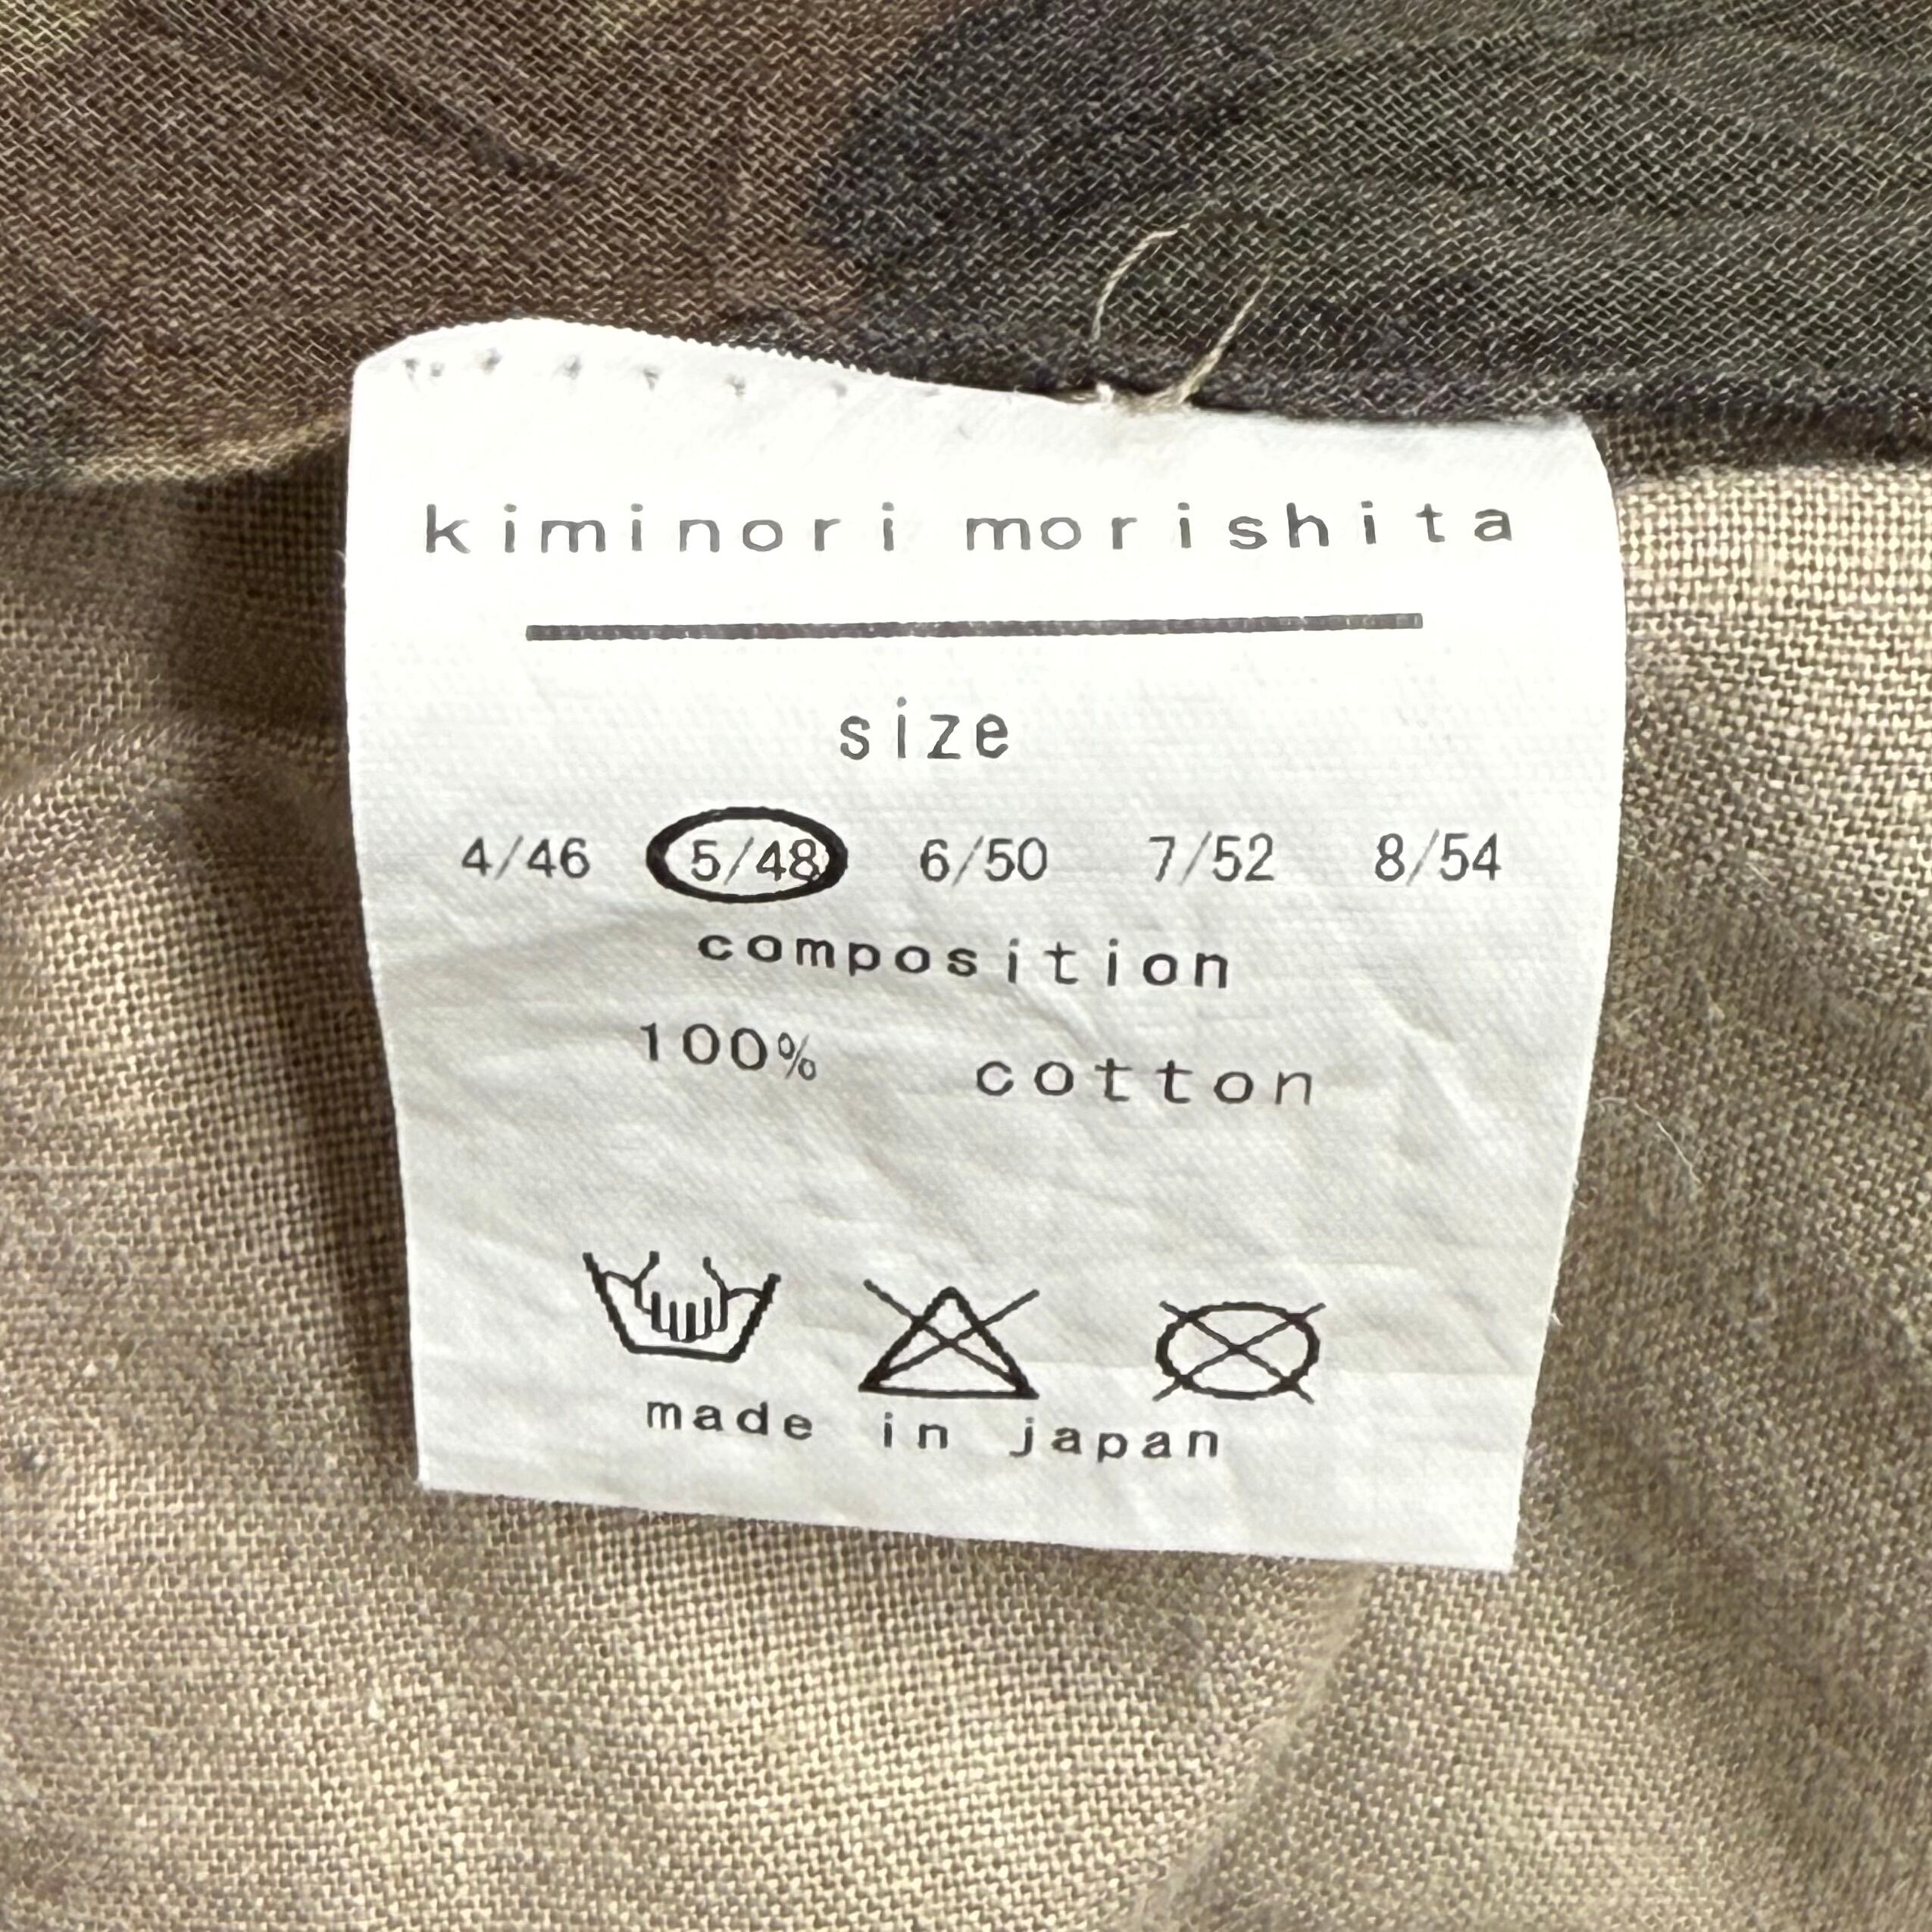 kiminori morishita
size
4/46 5/48 6/50 7/52 8/54
composition
100% cotton
made in japan